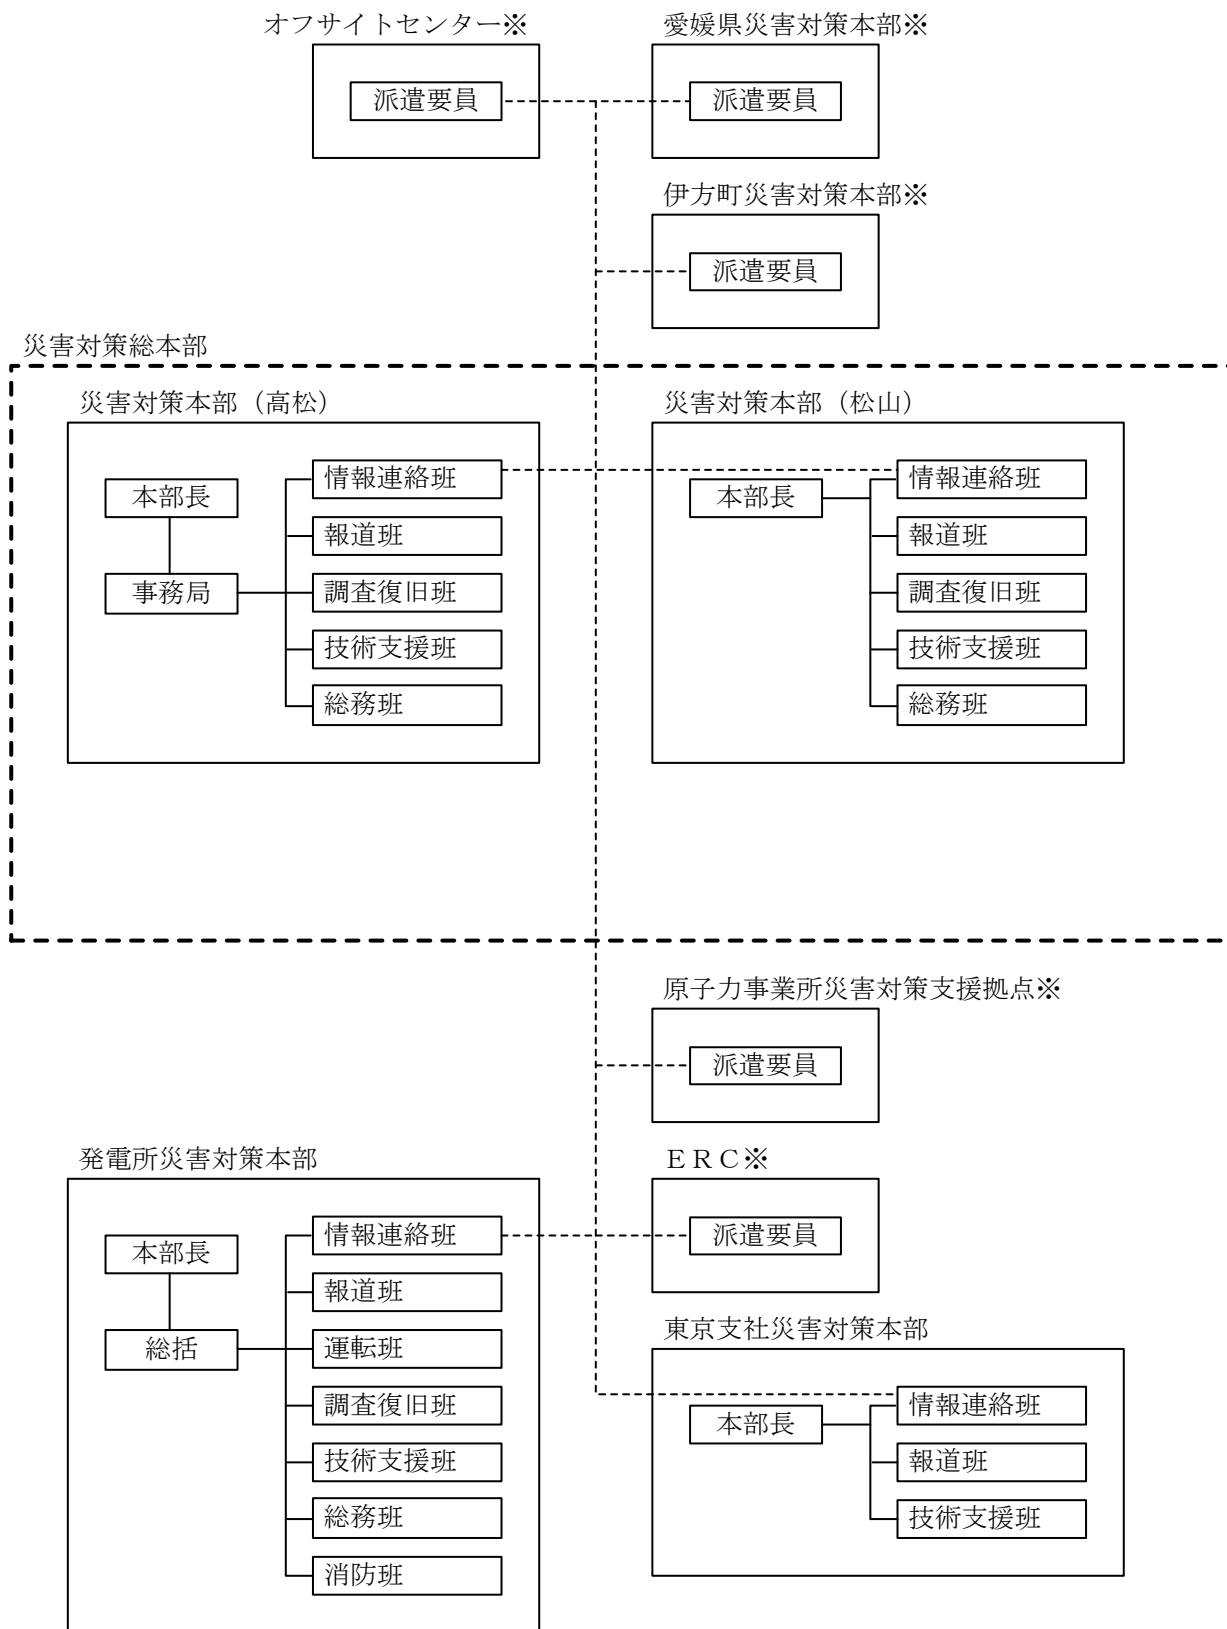 オフサイトセンター※
愛媛県災害対策本部※
派遣要員
派遣要員
伊方町災害対策本部※
派遣要員
災害対策総本部
災害対策本部（高松）
本部長
事務局
情報連絡班
報道班
調査復旧班
技術支援班
総務班
災害対策本部（松山）
本部長
情報連絡班
報道班
調査復旧班
技術支援班
総務班
原子力事業所災害対策支援拠点※
派遣要員
発電所災害対策本部
本部長
総括
情報連絡班
報道班
運転班
調査復旧班
技術支援班
総務班
消防班
ＥＲＣ※
派遣要員
東京支社災害対策本部
本部長
情報連絡班
報道班
技術支援班